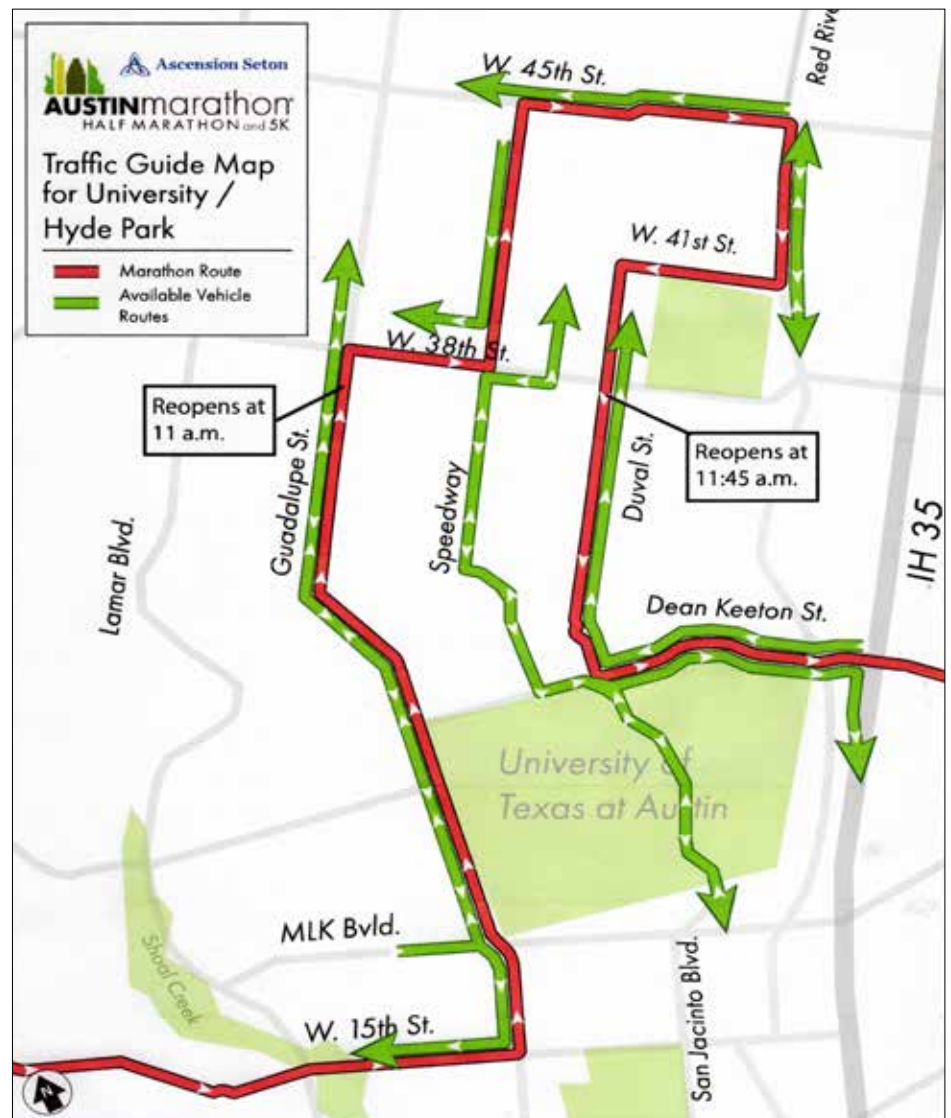 Ascension Seton
AUSTINmarathon
HALF MARATHON and 5K
Traffic Guide Map
for University /
Hyde Park
Marathon Route
Available Vehicle
Routes
W. 45th St.
Red Rive
W. 41st St.
W. 38th St.
Reopens at
11 a.m.
Reopens at
11:45 a.m.
Guadalupe St.
Lamar Blvd.
Speedway
Duval St.
IH 35
Dean Keeton St.
University of
Texas at Austin
MLK Bvld.
Shoal Creek
W. 15th St.
San Jacinto Blvd.
N